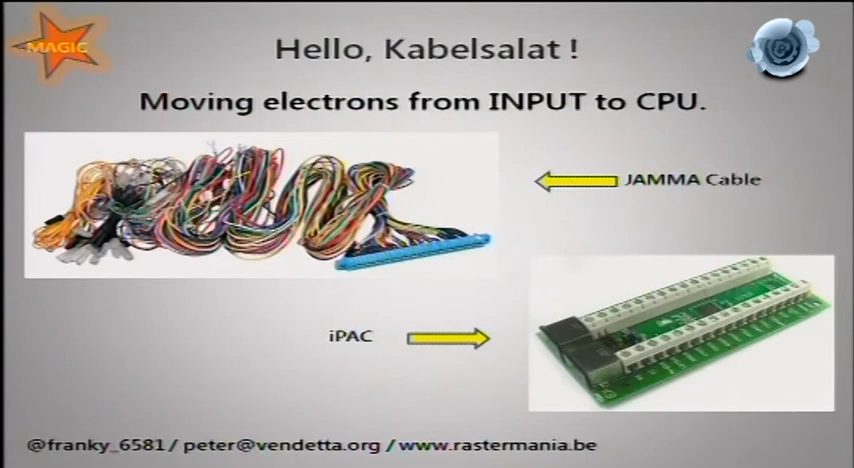 MAGIC
Hello, Kabelsalat !
Moving electrons from INPUT to CPU.
JAMMA Cable
iPAC
@franky_6581/ peter@vendetta.org / www.rastermania.be